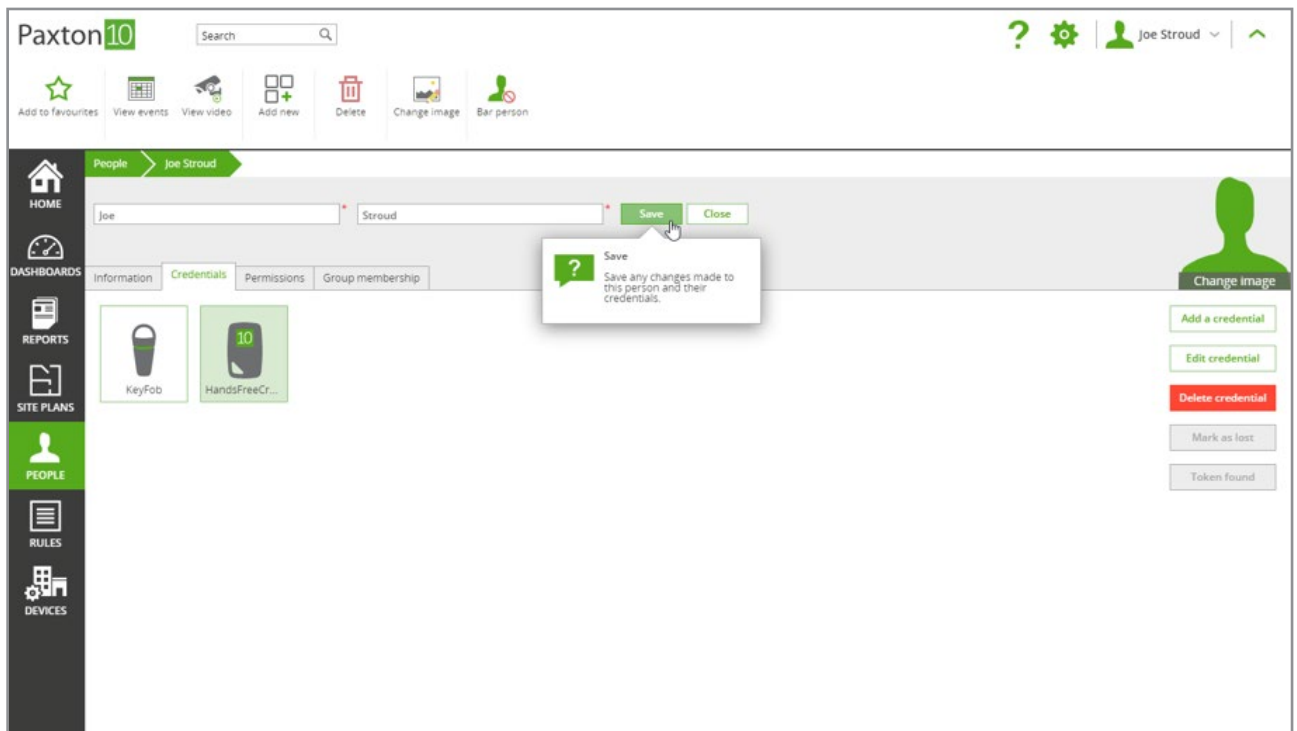 Paxton 10
Search
Joe Stroud
Add to favourites
View events
View video
Add new
Delete
Change image
Bar person
People
Joe Stroud
HOME
Joe *
Stroud *
Save
Close
DASHBOARDS
Information
Credentials
Permissions
Group membership
?
Save
Save any changes made to
this person and their
credentials.
Change image
REPORTS
SITE PLANS
PEOPLE
RULES
DEVICES
10
KeyFob
HandsFreeCr...
Add a credential
Edit credential
Delete credential
Mark as lost
Token found